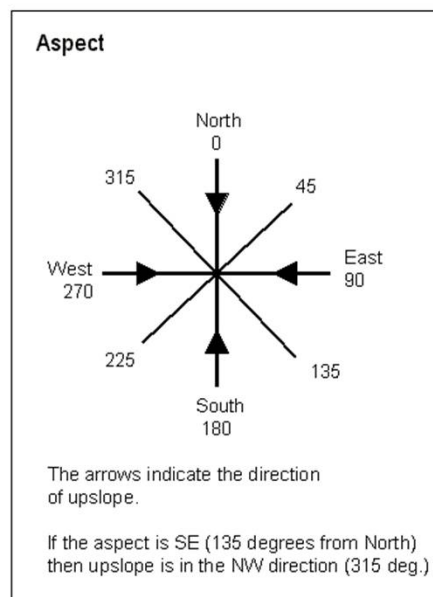 Aspect
North
0
315
45
West
270
East
90
225
135
South
180
The arrows indicate the direction
of upslope.
If the aspect is SE (135 degrees from North)
then upslope is in the NW direction (315 deg.)